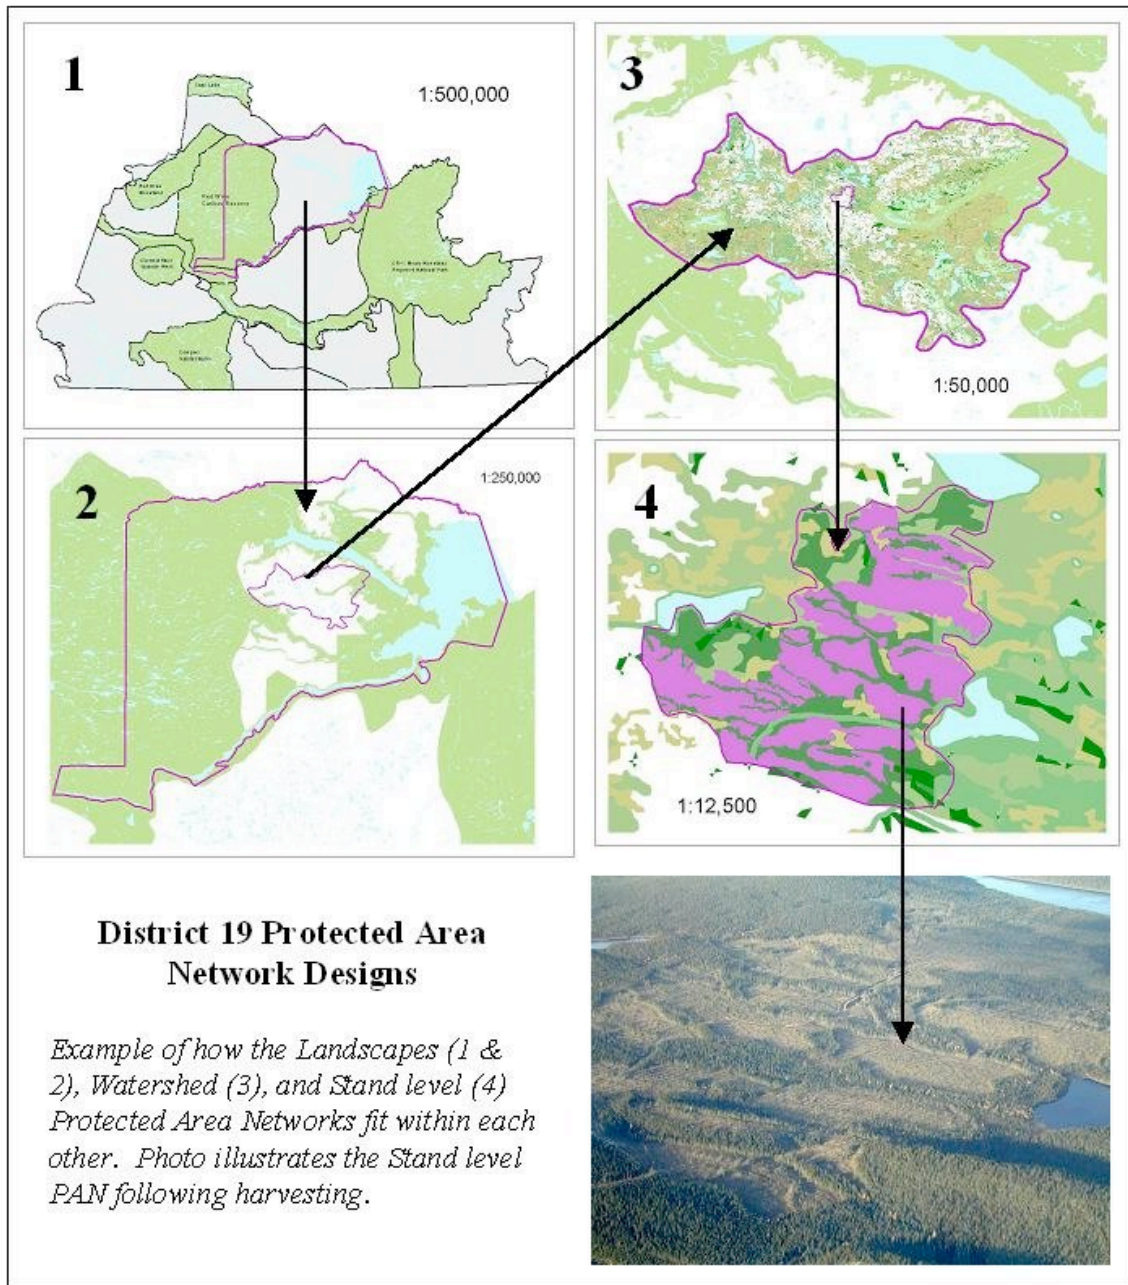 1
1:500,000
3
1:50,000
2
1:250,000
4
1:12,500
District 19 Protected Area
Network Designs
Example of how the Landscapes (1 &
2), Watershed (3), and Stand level (4)
Protected Area Networks fit within each
other. Photo illustrates the Stand level
PAN following harvesting.